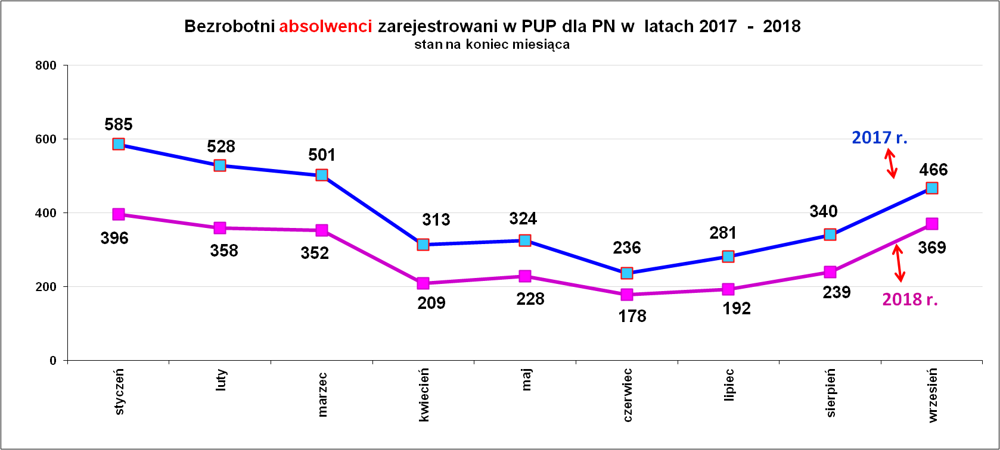 Bezrobotni absolwenci zarejestrowani w PUP dla PN w latach 2017 - 2018
stan na koniec miesiąca
800
600
400
200
0
585
528
501
313
324
236
281
340
466
2017 r.
396
358
352
209
228
178
192
239
369
2018 r.
styczeń
luty
marzec
kwiecień
maj
czerwiec
lipiec
sierpień
wrzesień